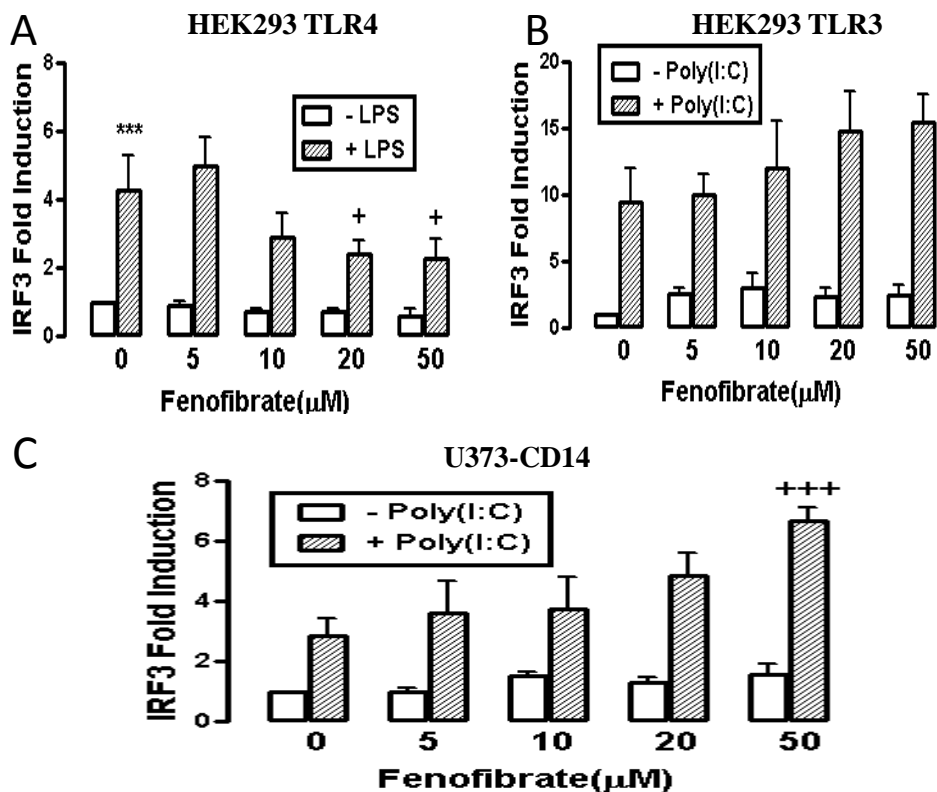 A
HEK293 TLR4
IRF3 Fold Induction
8
6
4
2
0
***
+
+
- LPS
+ LPS
0 5 10 20 50
Fenofibrate(μM)
B
HEK293 TLR3
IRF3 Fold Induction
20
15
10
5
0
- Poly(I:C)
+ Poly(I:C)
0 5 10 20 50
Fenofibrate(μM)
C
U373-CD14
IRF3 Fold Induction
8
6
4
2
0
- Poly(I:C)
+ Poly(I:C)
+++
0 5 10 20 50
Fenofibrate(μM)